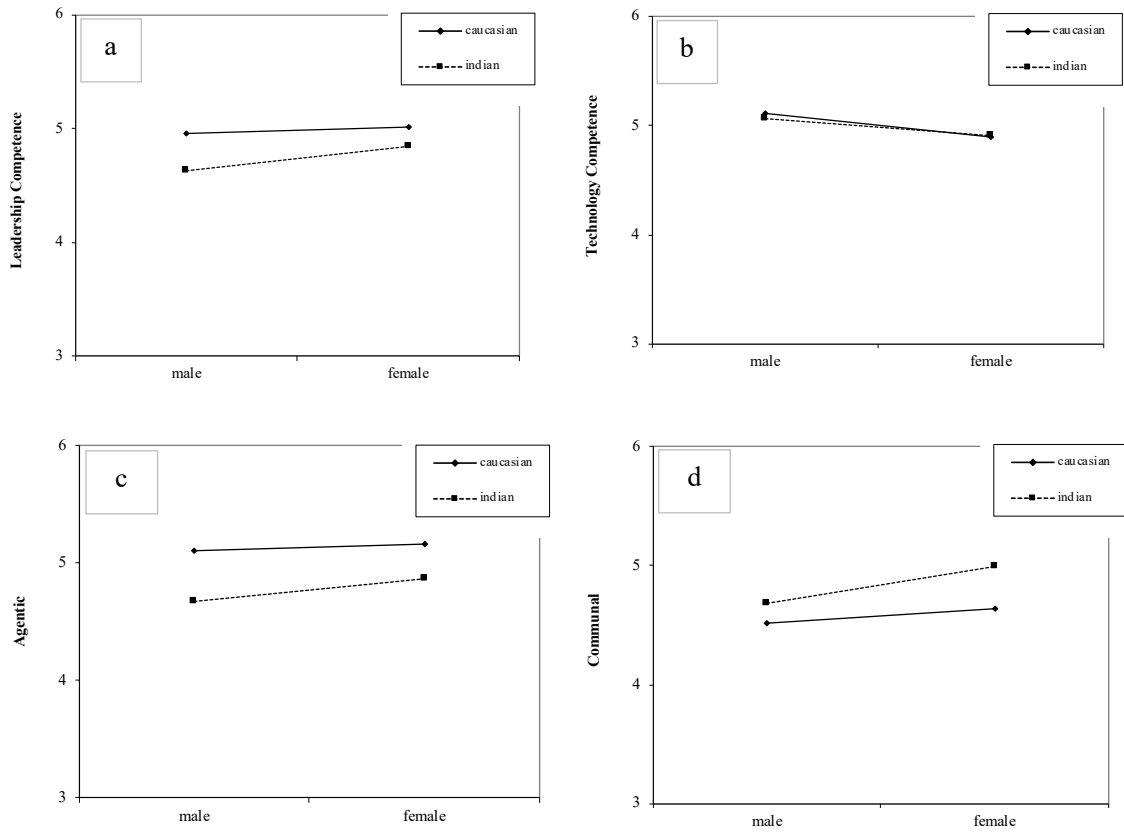 6
a
caucasian
indian
5
Leadership Competence
4
3
male
female
6
b
caucasian
indian
5
Technology Competence
4
3
male
female
6
c
caucasian
indian
5
Agentic
4
3
male
female
6
d
caucasian
indian
5
Communal
4
3
male
female